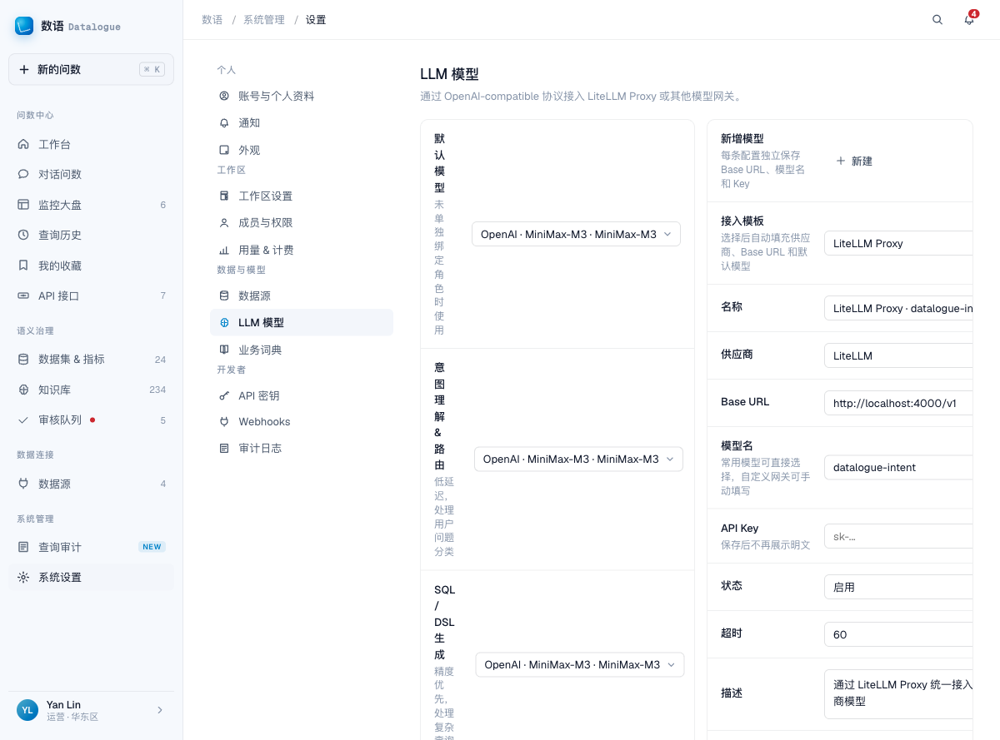 数语 Datalogue
新的问数 ⌘ K
问数中心
工作台
对话问数
监控大盘 6
查询历史
我的收藏
API 接口 7
语义治理
数据集 & 指标 24
知识库 234
审核队列 5
数据连接
数据源 4
系统管理
查询审计 NEW
系统设置
YL
Yan Lin
运营 · 华东区
数语 / 系统管理 / 设置
4
个人
账号与个人资料
通知
外观
工作区
工作区设置
成员与权限
用量 & 计费
数据与模型
数据源
LLM 模型
业务词典
开发者
API 密钥
Webhooks
审计日志
LLM 模型
通过 OpenAI-compatible 协议接入 LiteLLM Proxy 或其他模型网关。
默
认
模
型
未
单
独
绑
定
角
色
时
使
用
OpenAI · MiniMax-M3 · MiniMax-M3
意
图
理
解
&
路
由
低延
迟，
处理
用户
问题
分类
OpenAI · MiniMax-M3 · MiniMax-M3
SQL
/
DSL
生
成
精度
优
先，
处理
复杂
查询
OpenAI · MiniMax-M3 · MiniMax-M3
新增模型
每条配置独立保存
Base URL、模型名
和 Key
新建
接入模板
选择后自动填充供应
商、Base URL 和默
认模型
LiteLLM Proxy
名称
LiteLLM Proxy · datalogue-in
供应商
LiteLLM
Base URL
http://localhost:4000/v1
模型名
常用模型可直接选
择，自定义网关可手
动填写
datalogue-intent
API Key
保存后不再展示明文
sk-...
状态
启用
超时
60
描述
通过 LiteLLM Proxy 统一接入
商模型